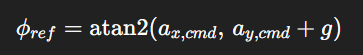 ϕ_ref = atan2(a_x,cmd, a_y,cmd + g)